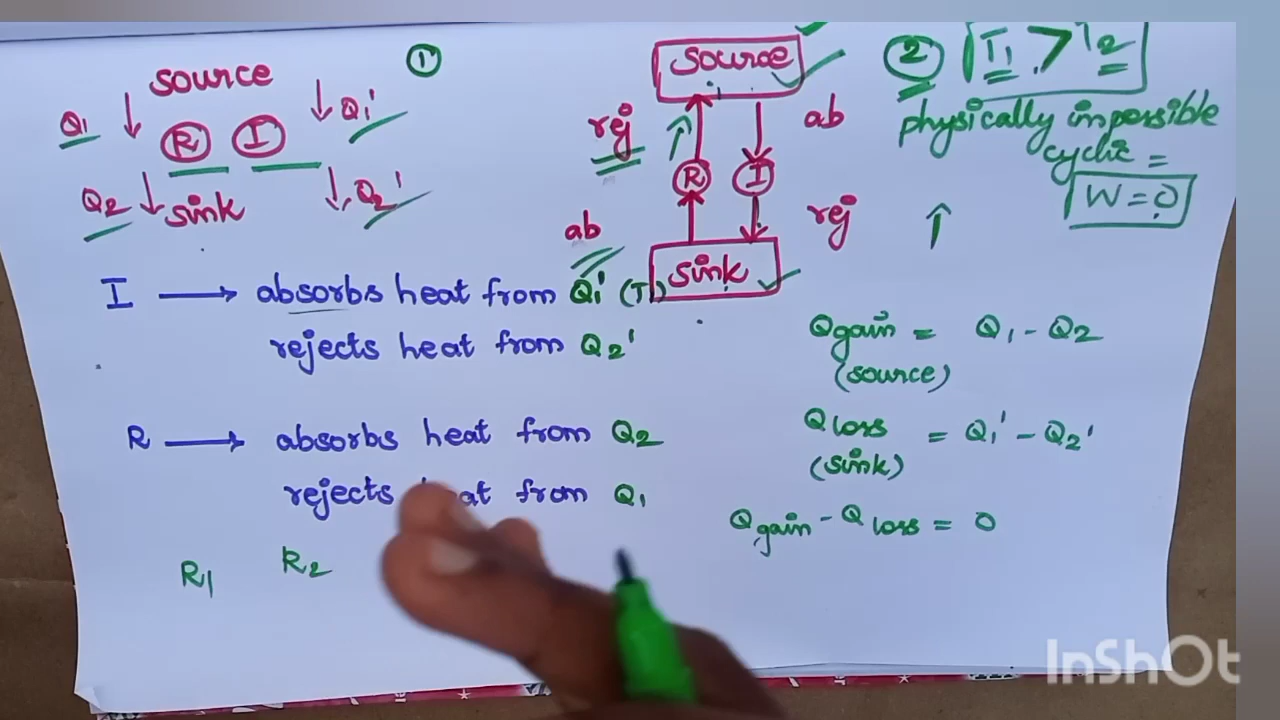 ①
source
Q1
Q1'
R I
Q2
sink
Q2'
source
rej
ab
R I
ab
rej
sink
② T1 > T2
physically impossible
cyclic =
W = 0
I → absorbs heat from Q1' (T1)
rejects heat from Q2'
R → absorbs heat from Q2
rejects heat from Q1
R1 R2
Qgain = Q1 - Q2
(source)
Qloss = Q1' - Q2'
(sink)
Qgain - Qloss = 0
InShOt